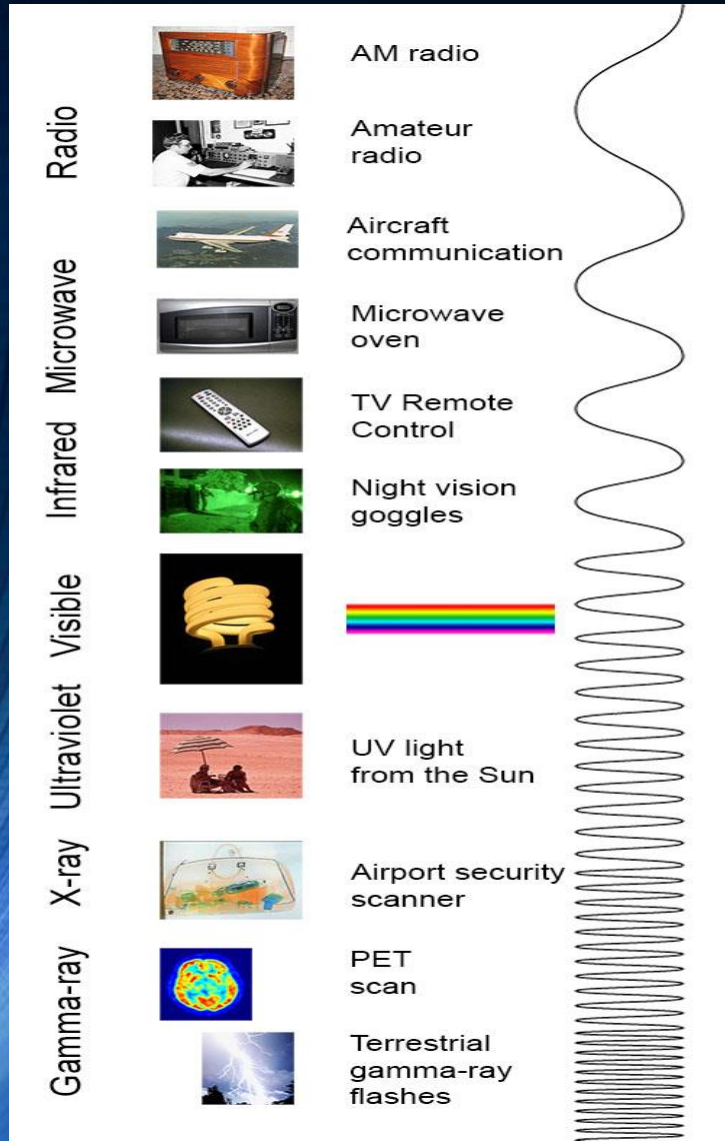 Radio
AM radio
Amateur
radio
Aircraft
communication
Microwave
Microwave
oven
Infrared
TV Remote
Control
Night vision
goggles
Visible
Ultraviolet
UV light
from the Sun
X-ray
Airport security
scanner
Gamma-ray
PET
scan
Terrestrial
gamma-ray
flashes